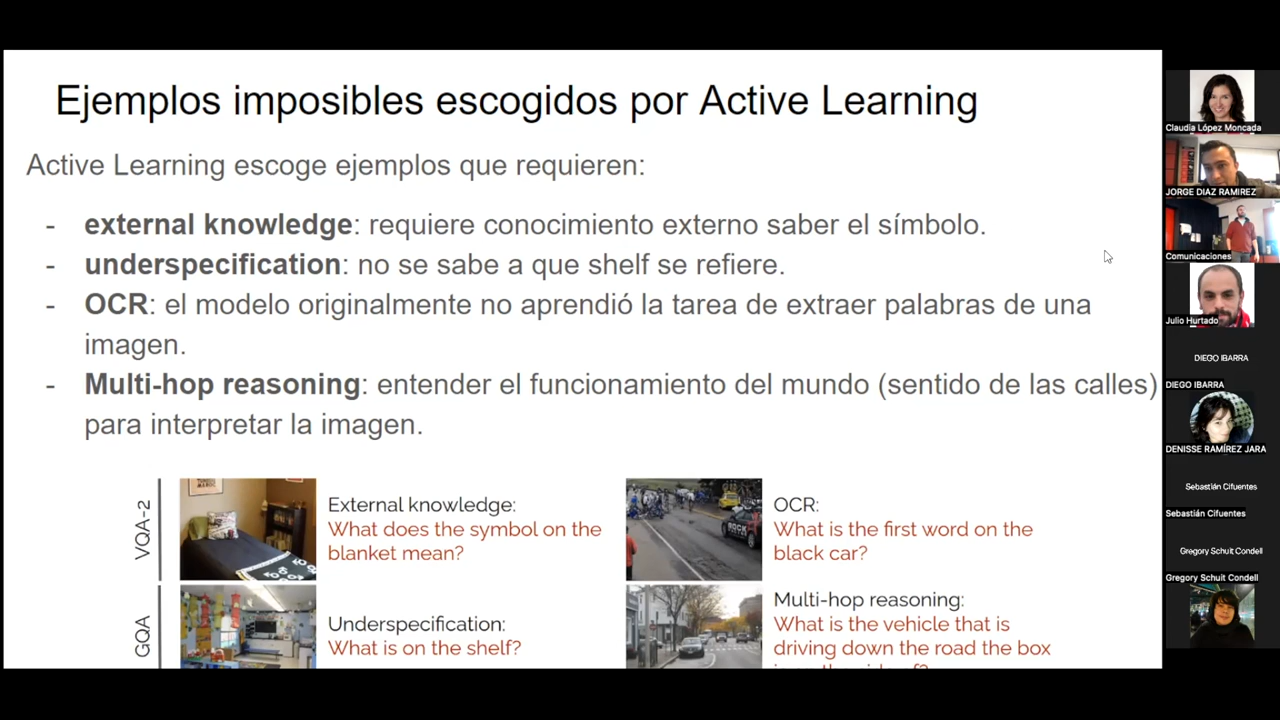 Ejemplos imposibles escogidos por Active Learning
Active Learning escoge ejemplos que requieren:
- external knowledge: requiere conocimiento externo saber el símbolo.
- underspecification: no se sabe a que shelf se refiere.
- OCR: el modelo originalmente no aprendió la tarea de extraer palabras de una
imagen.
- Multi-hop reasoning: entender el funcionamiento del mundo (sentido de las calles)
para interpretar la imagen.
VQA-2
External knowledge:
What does the symbol on the
blanket mean?
OCR:
What is the first word on the
black car?
GQA
Underspecification:
What is on the shelf?
Multi-hop reasoning:
What is the vehicle that is
driving down the road the box
Claudia López Moncada
JORGE DIAZ RAMIREZ
Comunicaciones
Julio Hurtado
DIEGO IBARRA
DIEGO IBARRA
DENISSE RAMÍREZ JARA
Sebastián Cifuentes
Sebastián Cifuentes
Gregory Schuit Condell
Gregory Schuit Condell